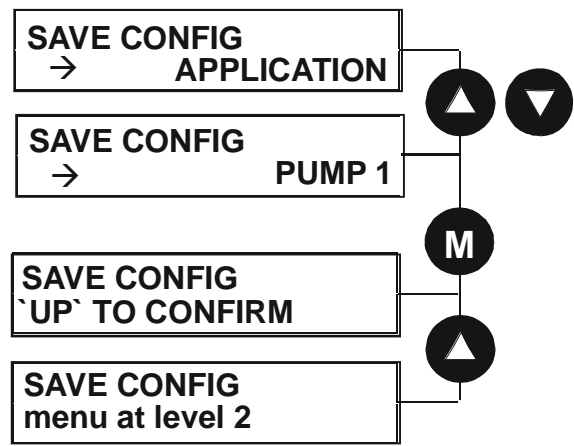 SAVE CONFIG
→ APPLICATION
SAVE CONFIG
→ PUMP 1
M
SAVE CONFIG
`UP` TO CONFIRM
SAVE CONFIG
menu at level 2